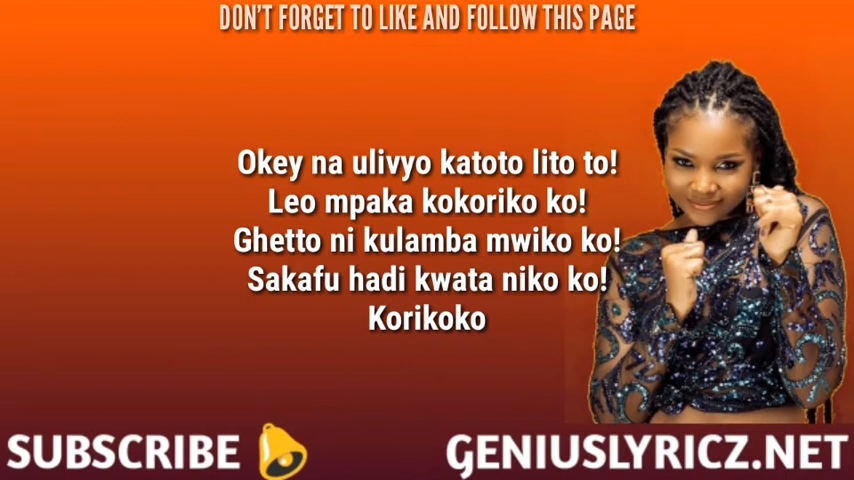 DON'T FORGET TO LIKE AND FOLLOW THIS PAGE
Okey na ulivyo katoto lito to!
Leo mpaka kokoriko ko!
Ghetto ni kulamba mwiko ko!
Sakafu hadi kwata niko ko!
Korikoko
SUBSCRIBE
GENIUSLYRICZ.NET